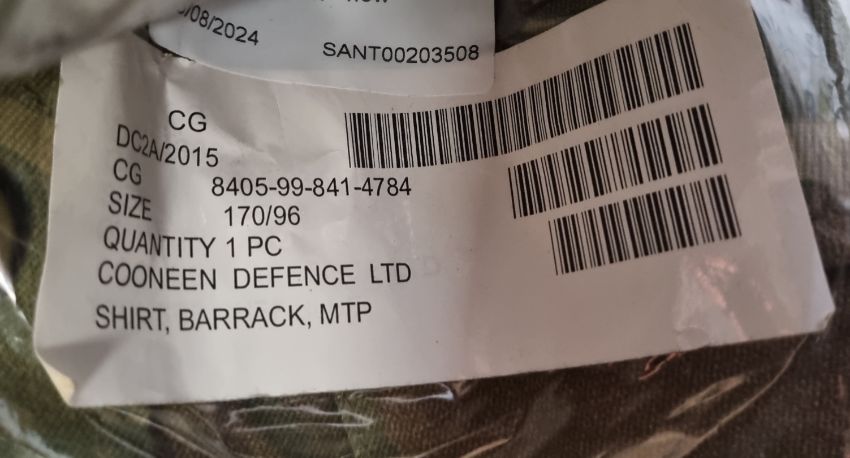 /08/2024
SANT00203508
CG
DC2A/2015
CG 8405-99-841-4784
SIZE 170/96
QUANTITY 1 PC
COONEEN DEFENCE LTD
SHIRT, BARRACK, MTP